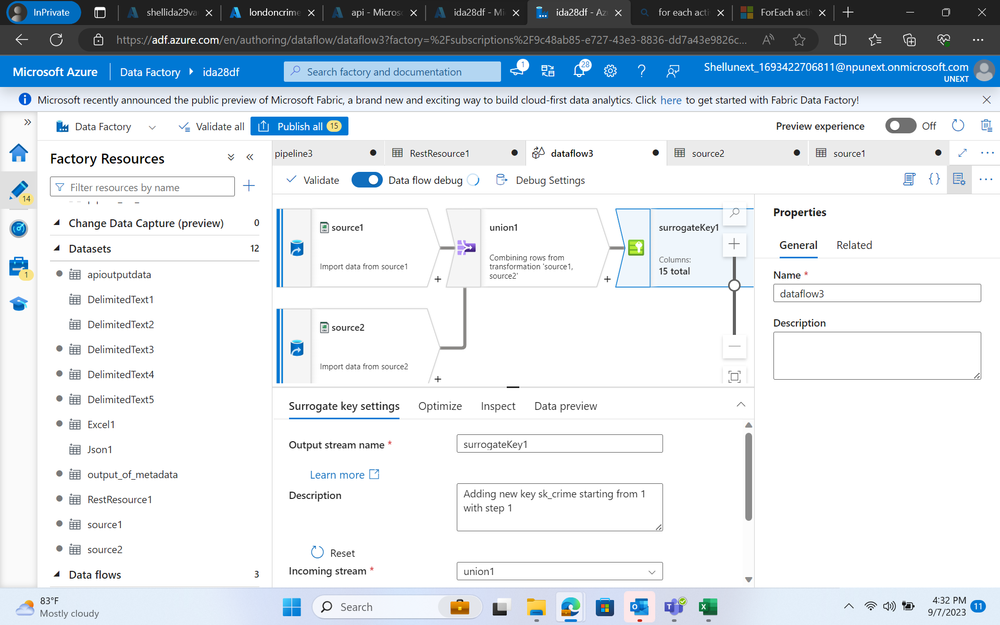 InPrivate
shellida29va
londoncrime
api - Micros
ida28df - Mi
ida28df - Az
for each acti
ForEach acti
https://adf.azure.com/en/authoring/dataflow/dataflow3?factory=%2Fsubscriptions%2F9c48ab85-e727-43e3-8836-dd7a43e9826c...
Microsoft Azure
Data Factory
ida28df
Search factory and documentation
1
28
Shellunext_1693422706811@npunext.onmicrosoft.com
UNEXT
Microsoft recently announced the public preview of Microsoft Fabric, a brand new and exciting way to build cloud-first data analytics. Click here to get started with Fabric Data Factory!
Data Factory
Validate all
Publish all 15
Preview experience
Off
Factory Resources
Filter resources by name
14
1
Change Data Capture (preview) 0
Datasets 12
apioutputdata
DelimitedText1
DelimitedText2
DelimitedText3
DelimitedText4
DelimitedText5
Excel1
Json1
output_of_metadata
RestResource1
source1
source2
Data flows 3
pipeline3
RestResource1
dataflow3
source2
source1
Validate
Data flow debug
Debug Settings
source1
Import data from source1
union1
Combining rows from
transformation 'source1,
source2'
surrogateKey1
Columns:
15 total
source2
Import data from source2
Surrogate key settings
Optimize
Inspect
Data preview
Output stream name *
surrogateKey1
Learn more
Description
Adding new key sk_crime starting from 1
with step 1
Reset
Incoming stream *
union1
Properties
General
Related
Name *
dataflow3
Description
83°F
Mostly cloudy
Search
4:32 PM
9/7/2023
11